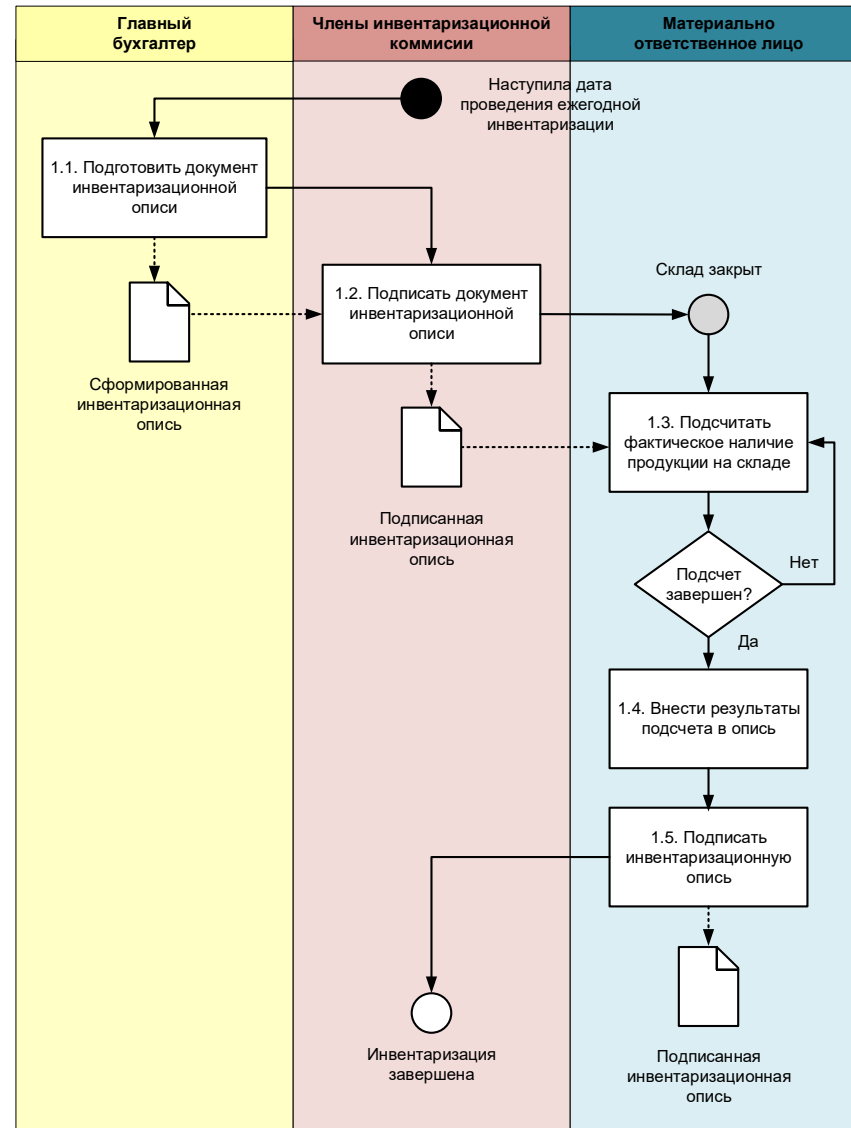 Главный
бухгалтер
Члены инвентаризационной
коммисии
Материально
ответственное лицо
Наступила дата
проведения ежегодной
инвентаризации
1.1. Подготовить документ
инвентаризационной
описи
Склад закрыт
1.2. Подписать документ
инвентаризационной
описи
Сформированная
инвентаризационная
опись
1.3. Подсчитать
фактическое наличие
продукции на складе
Подписанная
инвентаризационная
опись
Подсчет
завершен?
Нет
Да
1.4. Внести результаты
подсчета в опись
1.5. Подписать
инвентаризационную
опись
Инвентаризация
завершена
Подписанная
инвентаризационная
опись